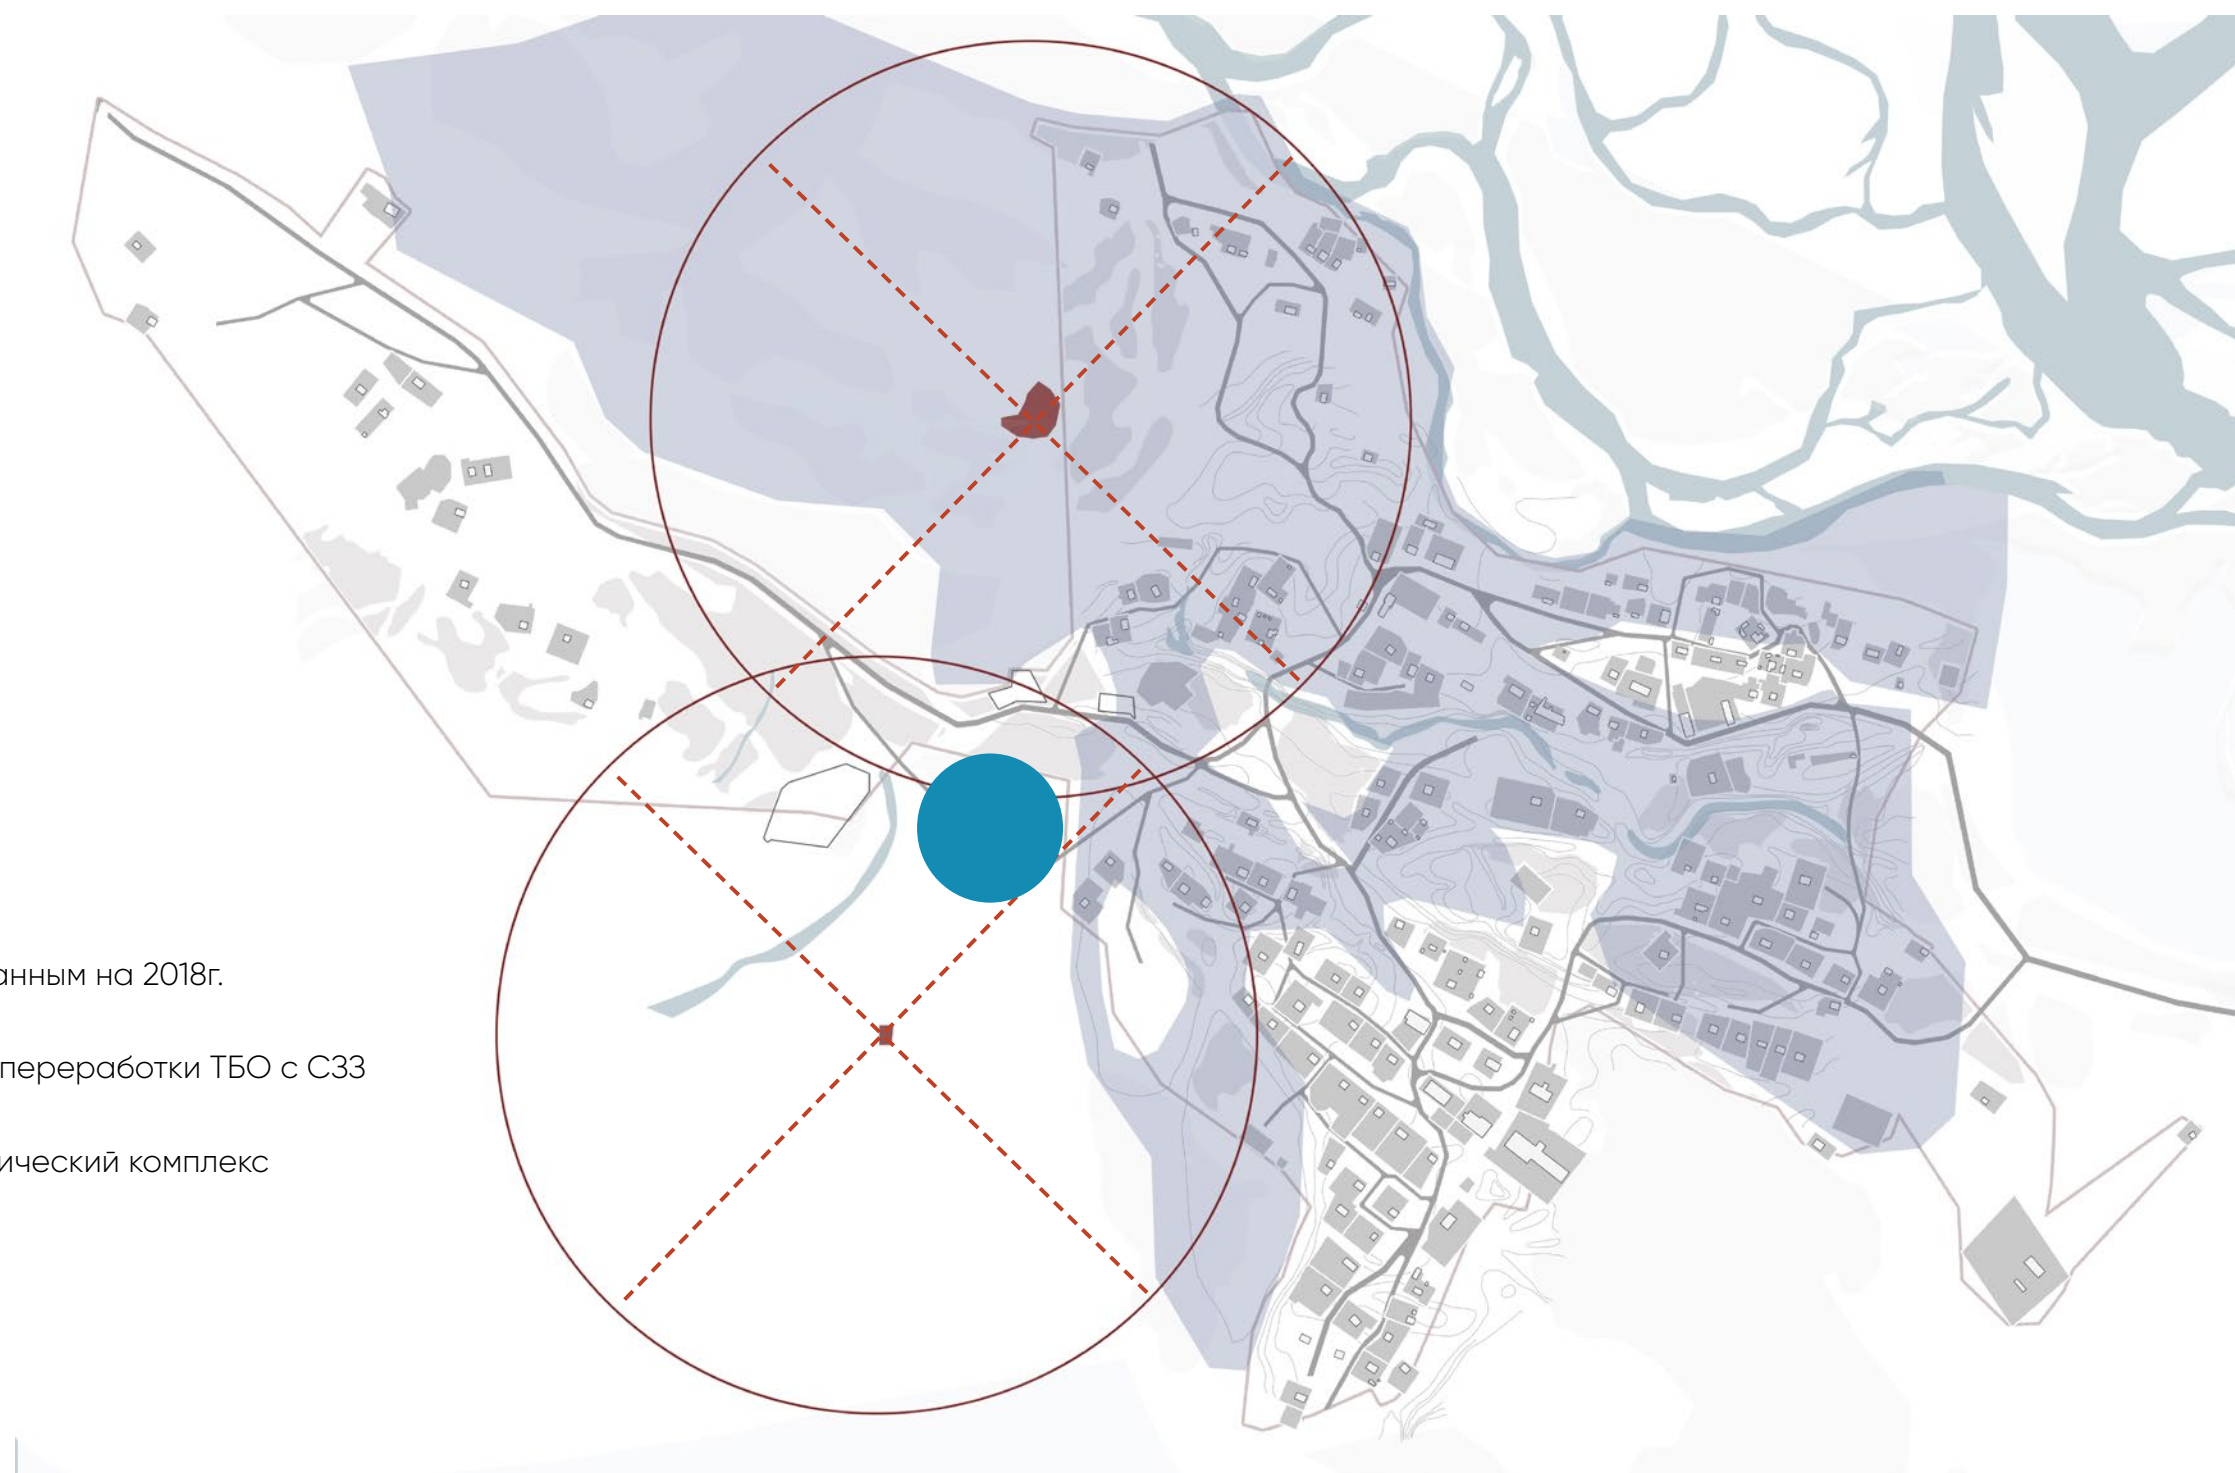 анным на 2018г.
переработки ТБО с СЗЗ
ический комплекс